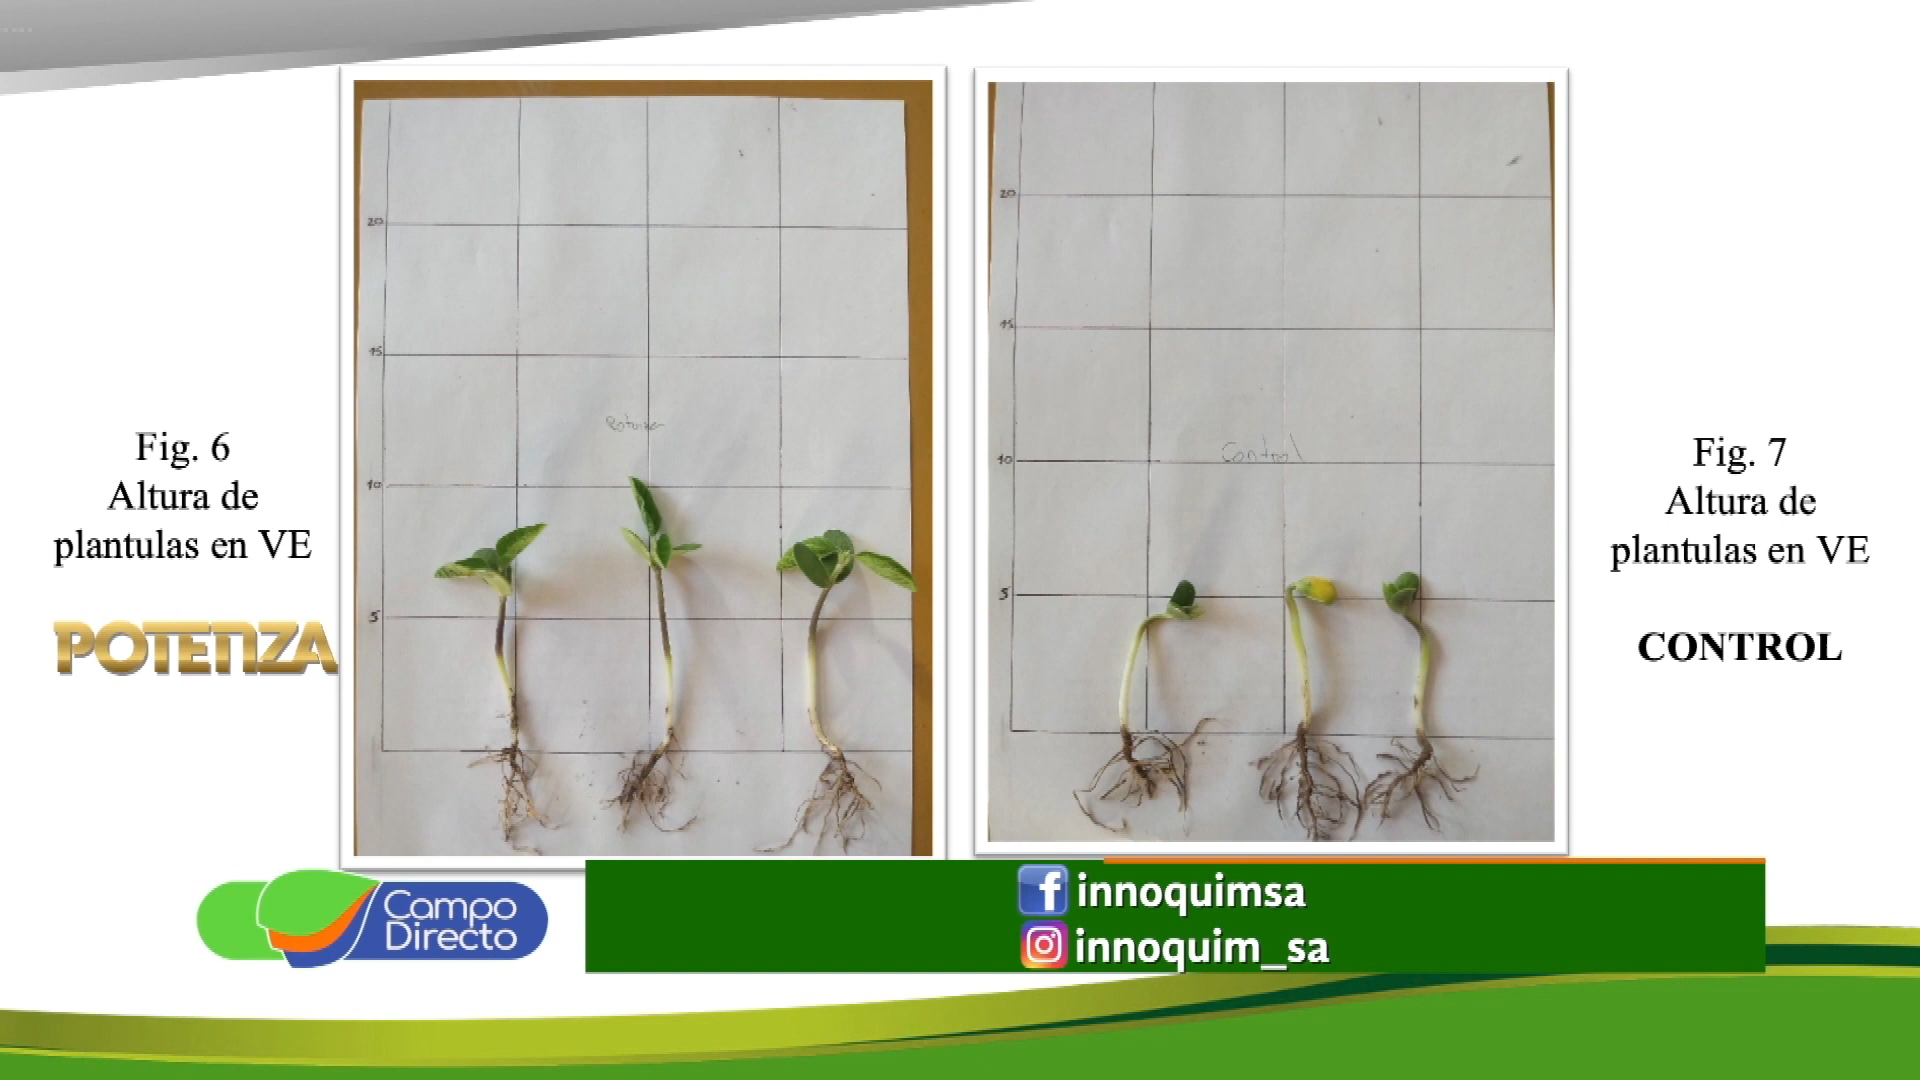 Fig. 6
Altura de
plantulas en VE
POTENZA
20
15
10
5
20
15
Control
10
5
Fig. 7
Altura de
plantulas en VE
CONTROL
Campo
Directo
innoquimsa
innoquim_sa